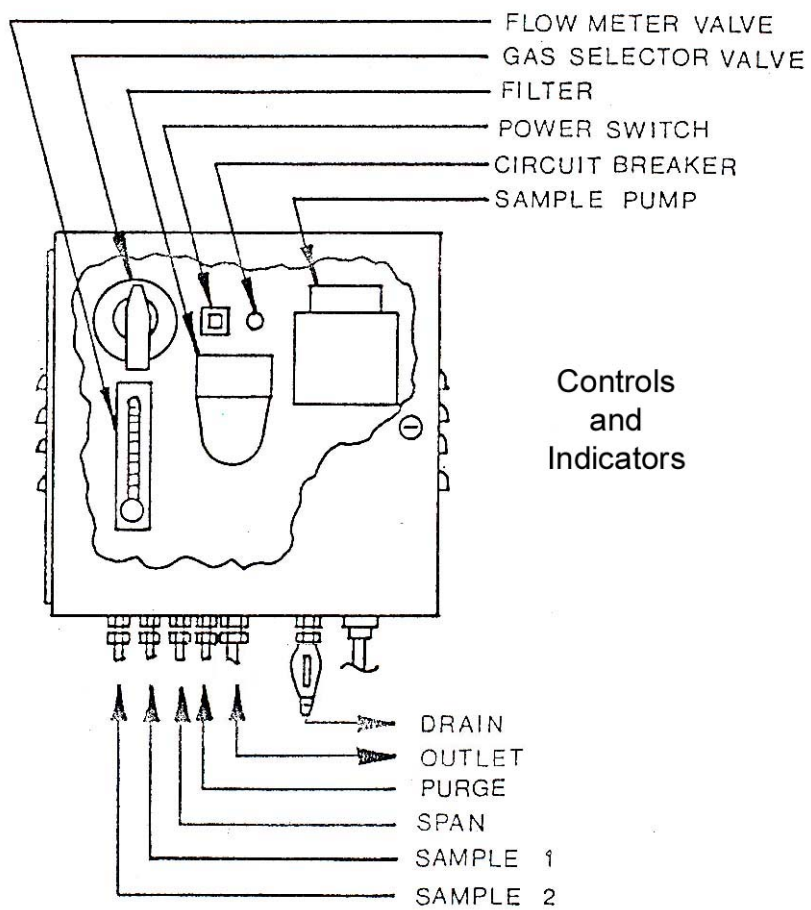 FLOW METER VALVE
GAS SELECTOR VALVE
FILTER
POWER SWITCH
CIRCUIT BREAKER
SAMPLE PUMP
Controls
and
Indicators
DRAIN
OUTLET
PURGE
SPAN
SAMPLE 1
SAMPLE 2